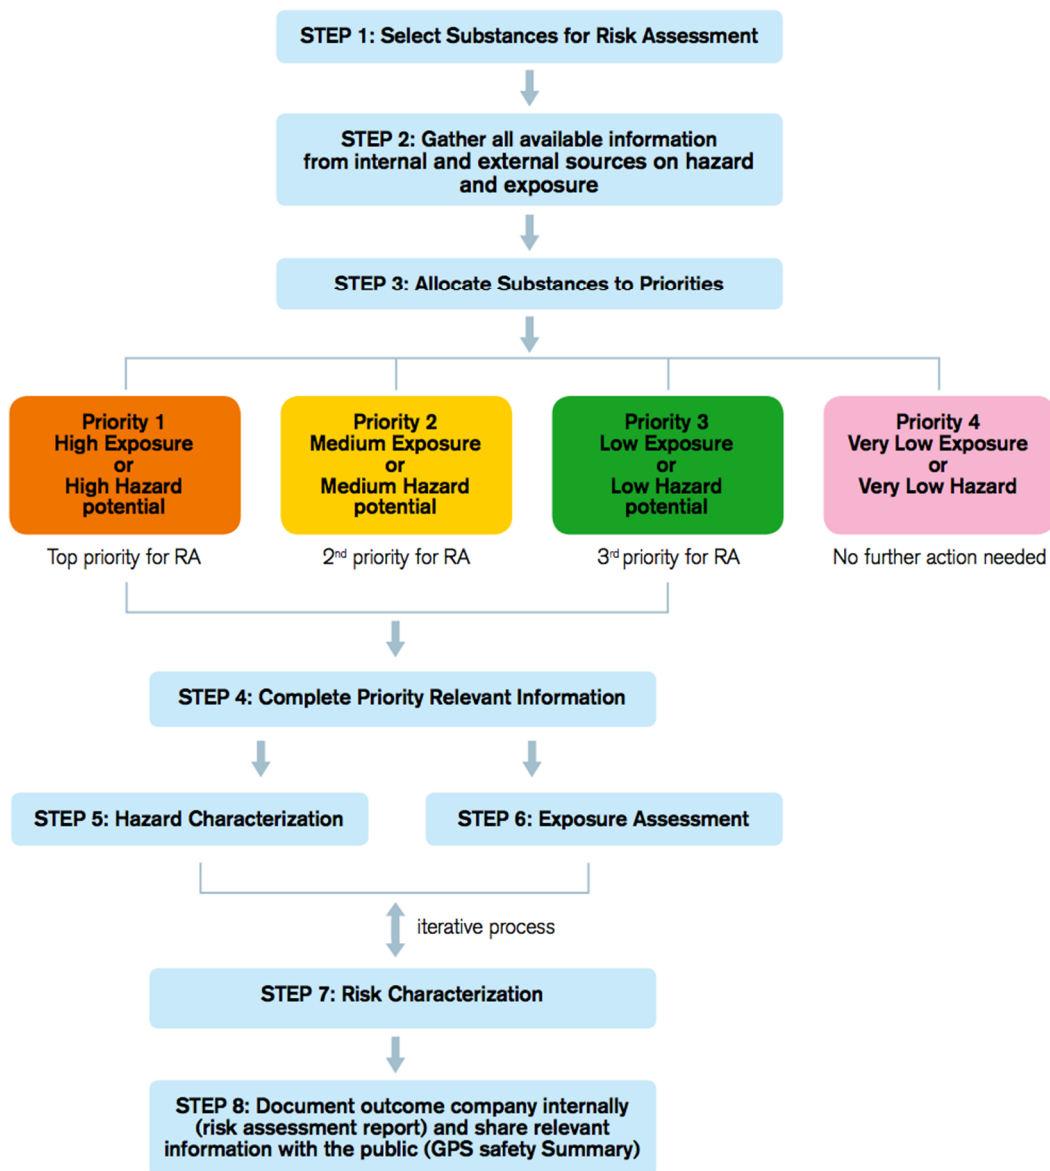 STEP 1: Select Substances for Risk Assessment
STEP 2: Gather all available information
from internal and external sources on hazard
and exposure
STEP 3: Allocate Substances to Priorities
Priority 1
High Exposure
or
High Hazard
potential
Priority 2
Medium Exposure
or
Medium Hazard
potential
Priority 3
Low Exposure
or
Low Hazard
potential
Priority 4
Very Low Exposure
or
Very Low Hazard
Top priority for RA
2nd priority for RA
3rd priority for RA
No further action needed
STEP 4: Complete Priority Relevant Information
STEP 5: Hazard Characterization
STEP 6: Exposure Assessment
iterative process
STEP 7: Risk Characterization
STEP 8: Document outcome company internally
(risk assessment report) and share relevant
information with the public (GPS safety Summary)